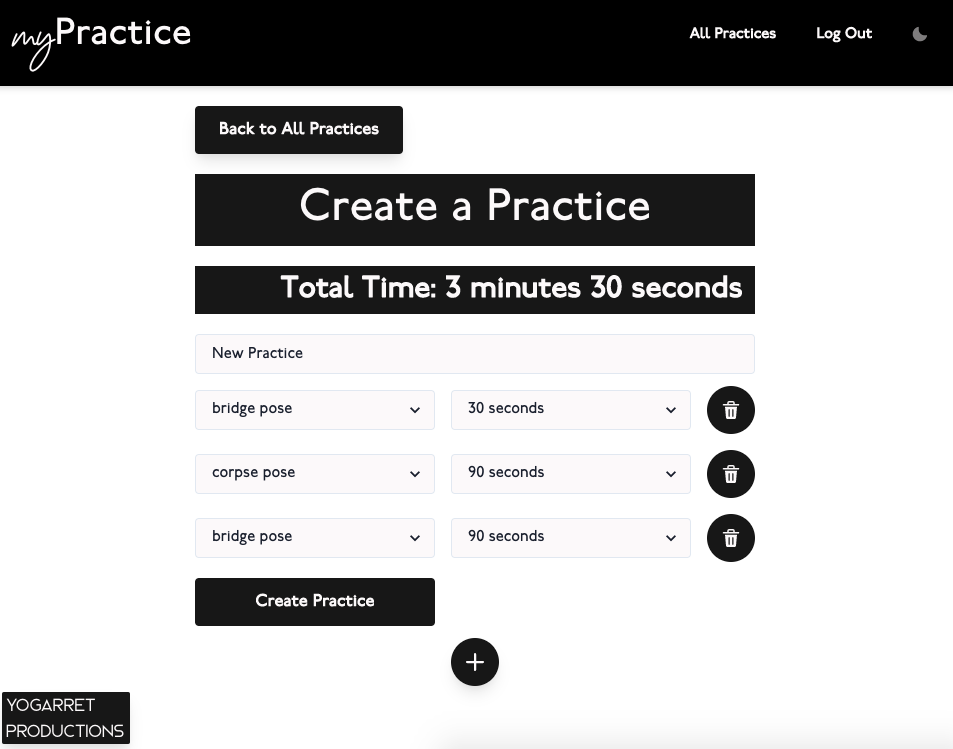 myPractice
All Practices Log Out
Back to All Practices
Create a Practice
Total Time: 3 minutes 30 seconds
New Practice
bridge pose 30 seconds
corpse pose 90 seconds
bridge pose 90 seconds
Create Practice
YOGARRET
PRODUCTIONS